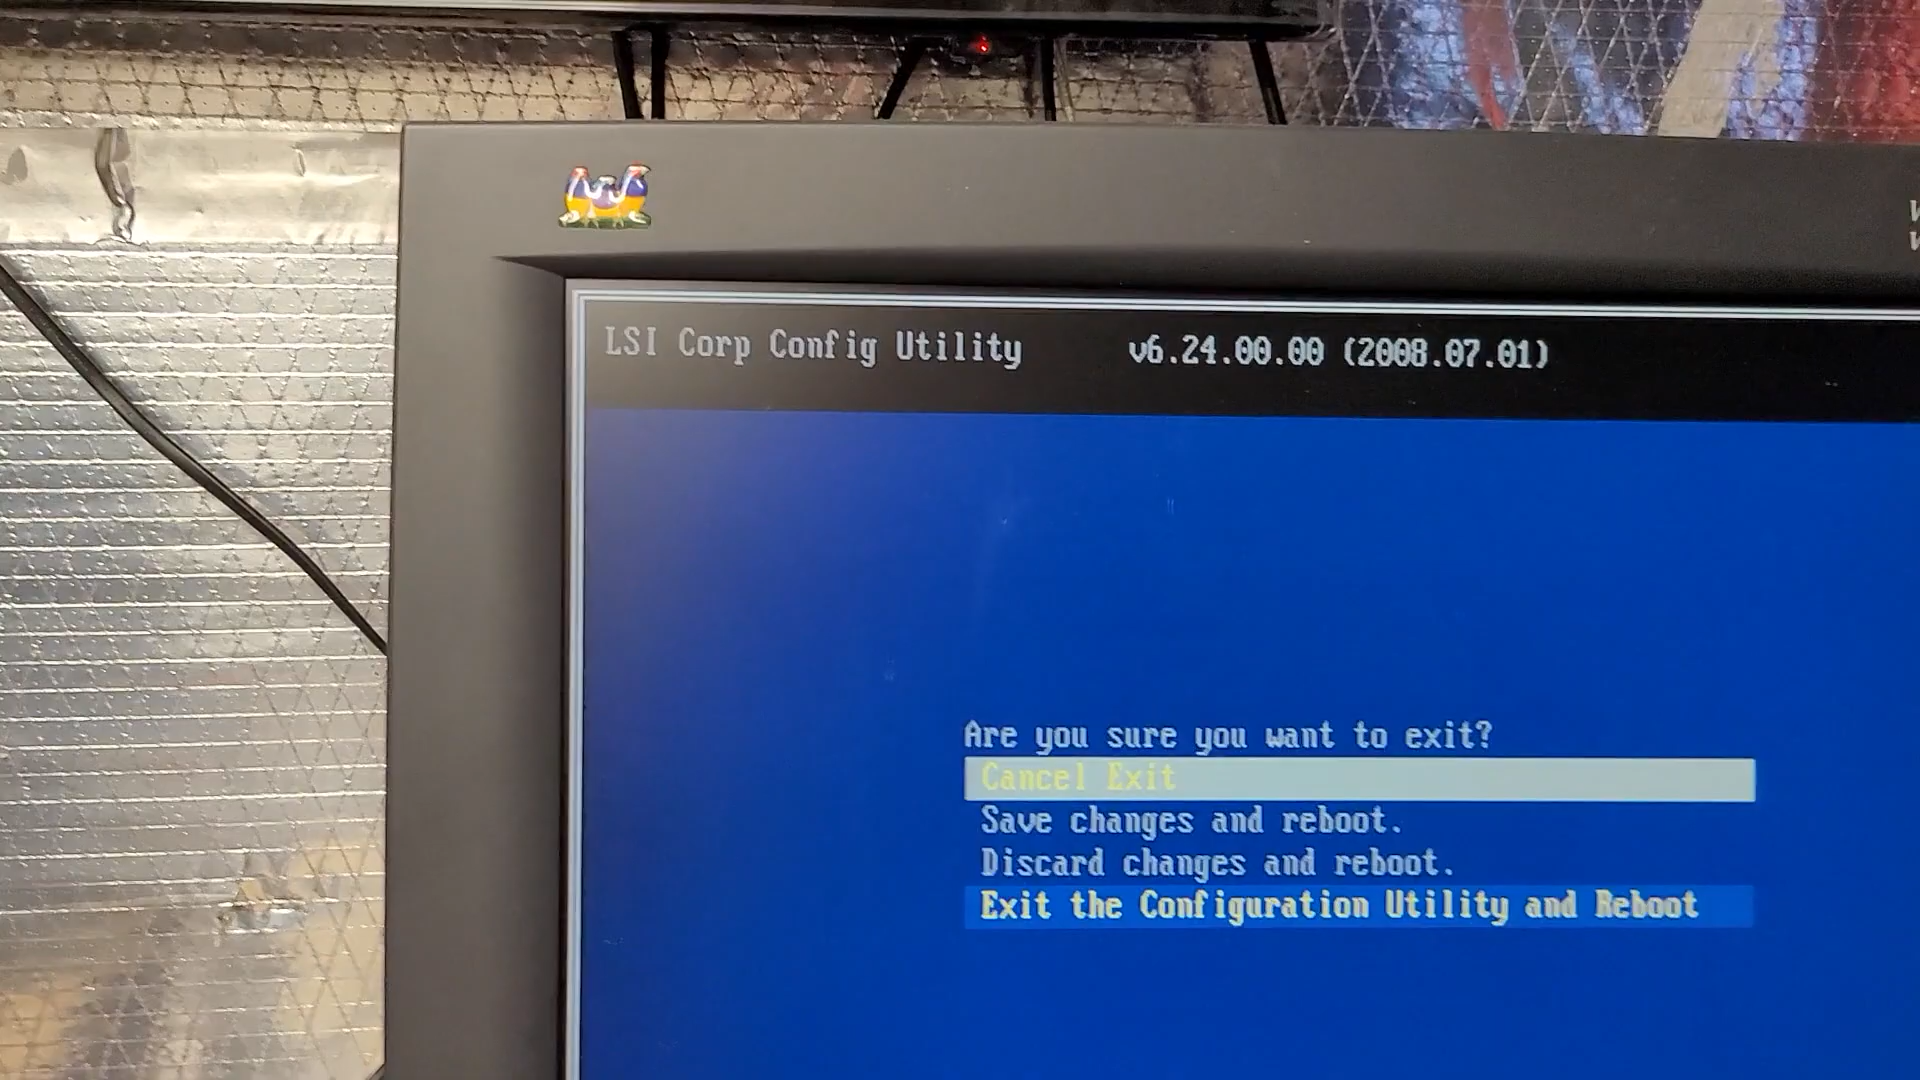 LSI Corp Config Utility v6.24.00.00 (2008.07.01)
Are you sure you want to exit?
Cancel Exit
Save changes and reboot.
Discard changes and reboot.
Exit the Configuration Utility and Reboot